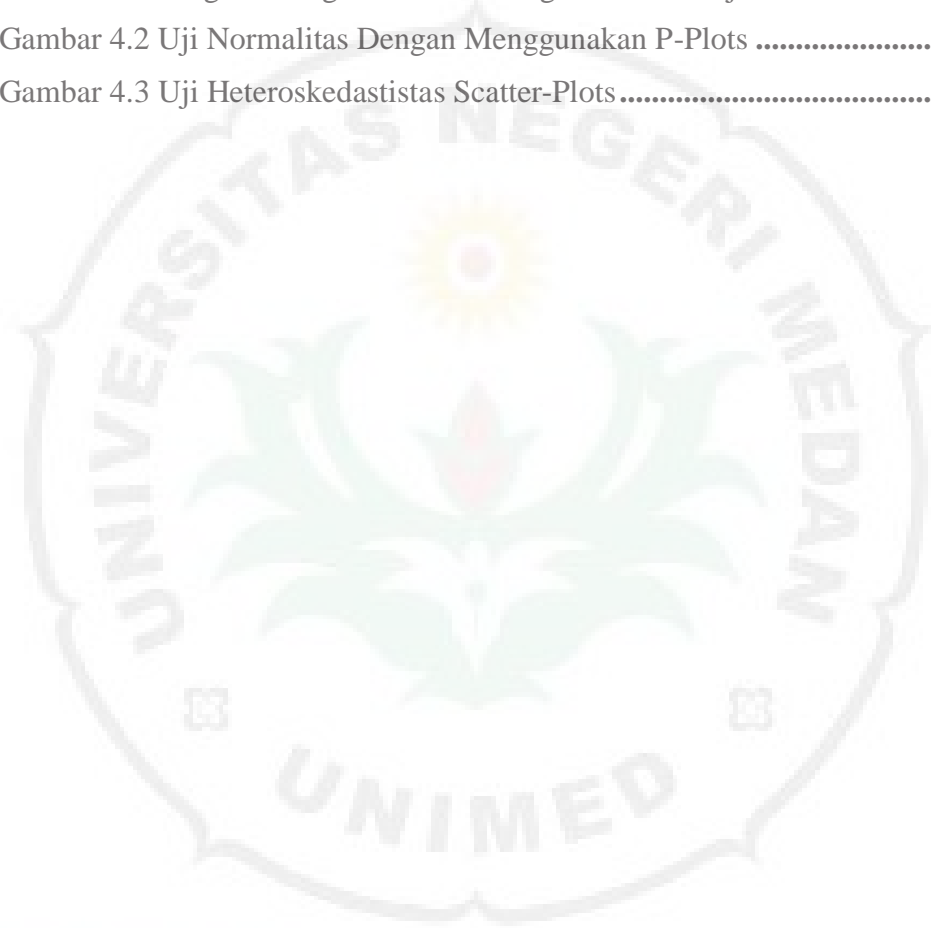 Gambar 4.2 Uji Normalitas Dengan Menggunakan P-Plots ......................
Gambar 4.3 Uji Heteroskedastistas Scatter-Plots.......................................
UNIVERSITAS NEGERI MEDAN
UNIMED